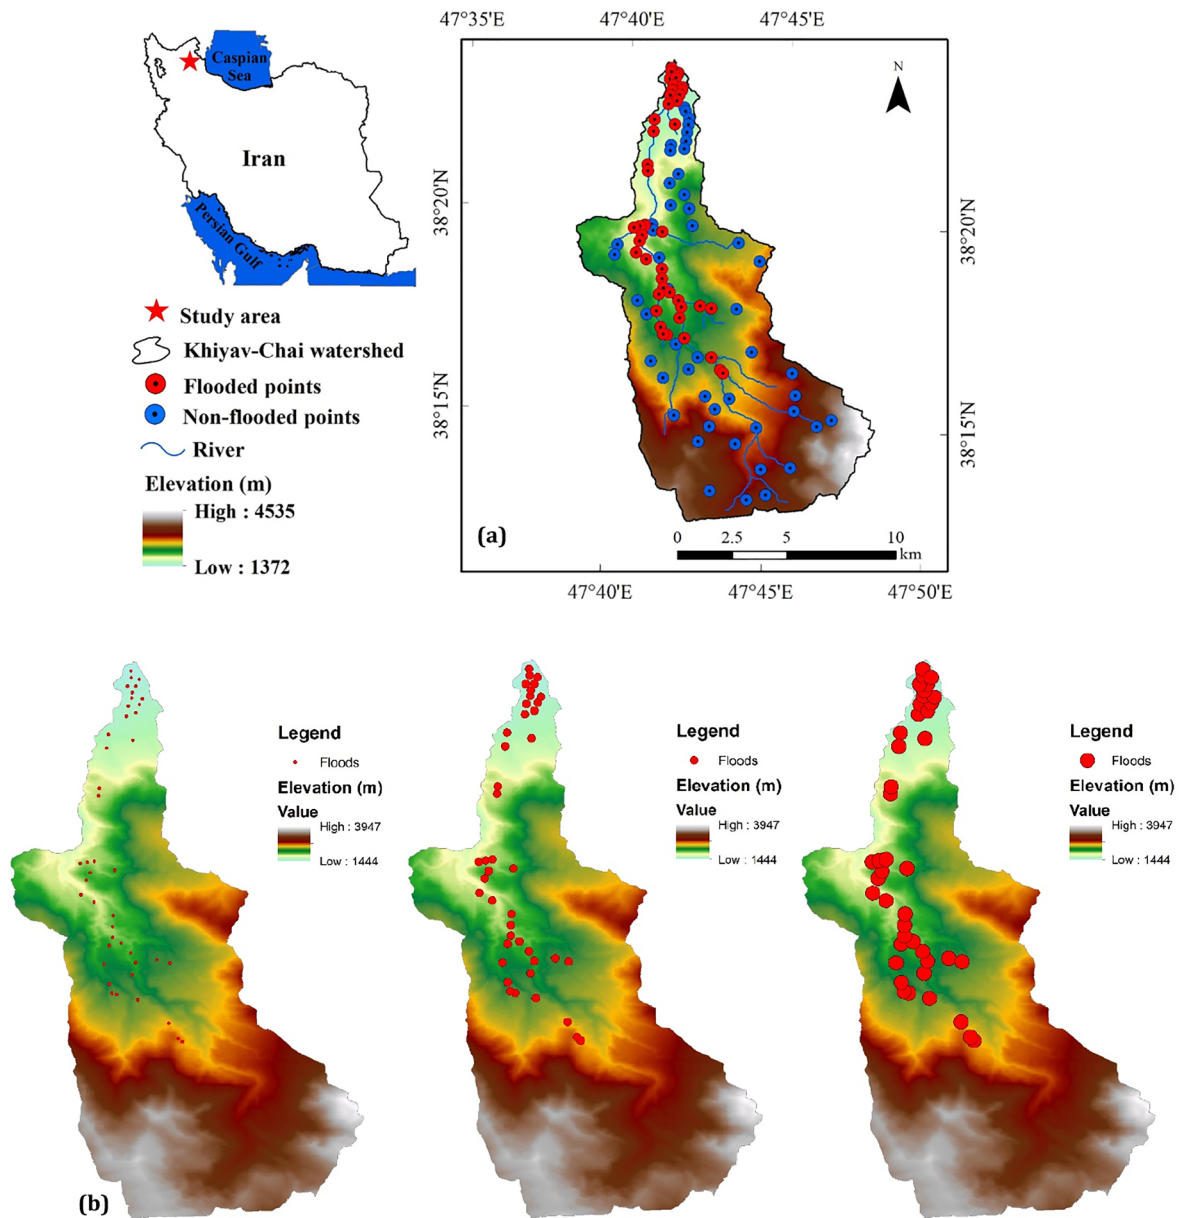 47°35'E
47°40'E
47°45'E
Caspian
Sea
N
Iran
38°20'N
38°20'N
Persian Gulf
Study area
Khiyav-Chai watershed
Flooded points
Non-flooded points
River
38°15'N
38°15'N
Elevation (m)
High : 4535
Low : 1372
(a)
0 2.5 5 10
km
47°40'E
47°45'E
47°50'E
Legend
Floods
Elevation (m)
Value
High : 3947
Low : 1444
Legend
Floods
Elevation (m)
Value
High : 3947
Low : 1444
Legend
Floods
Elevation (m)
Value
High : 3947
Low : 1444
(b)